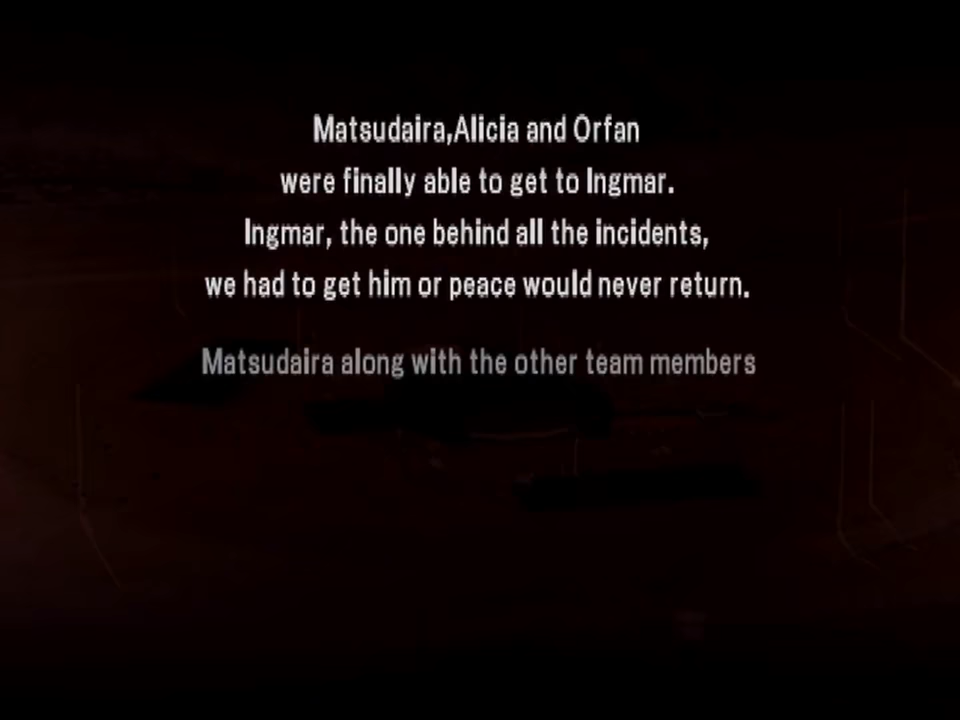 Matsudaira,Alicia and Orfan
were finally able to get to Ingmar.
Ingmar, the one behind all the incidents,
we had to get him or peace would never return.
Matsudaira along with the other team members